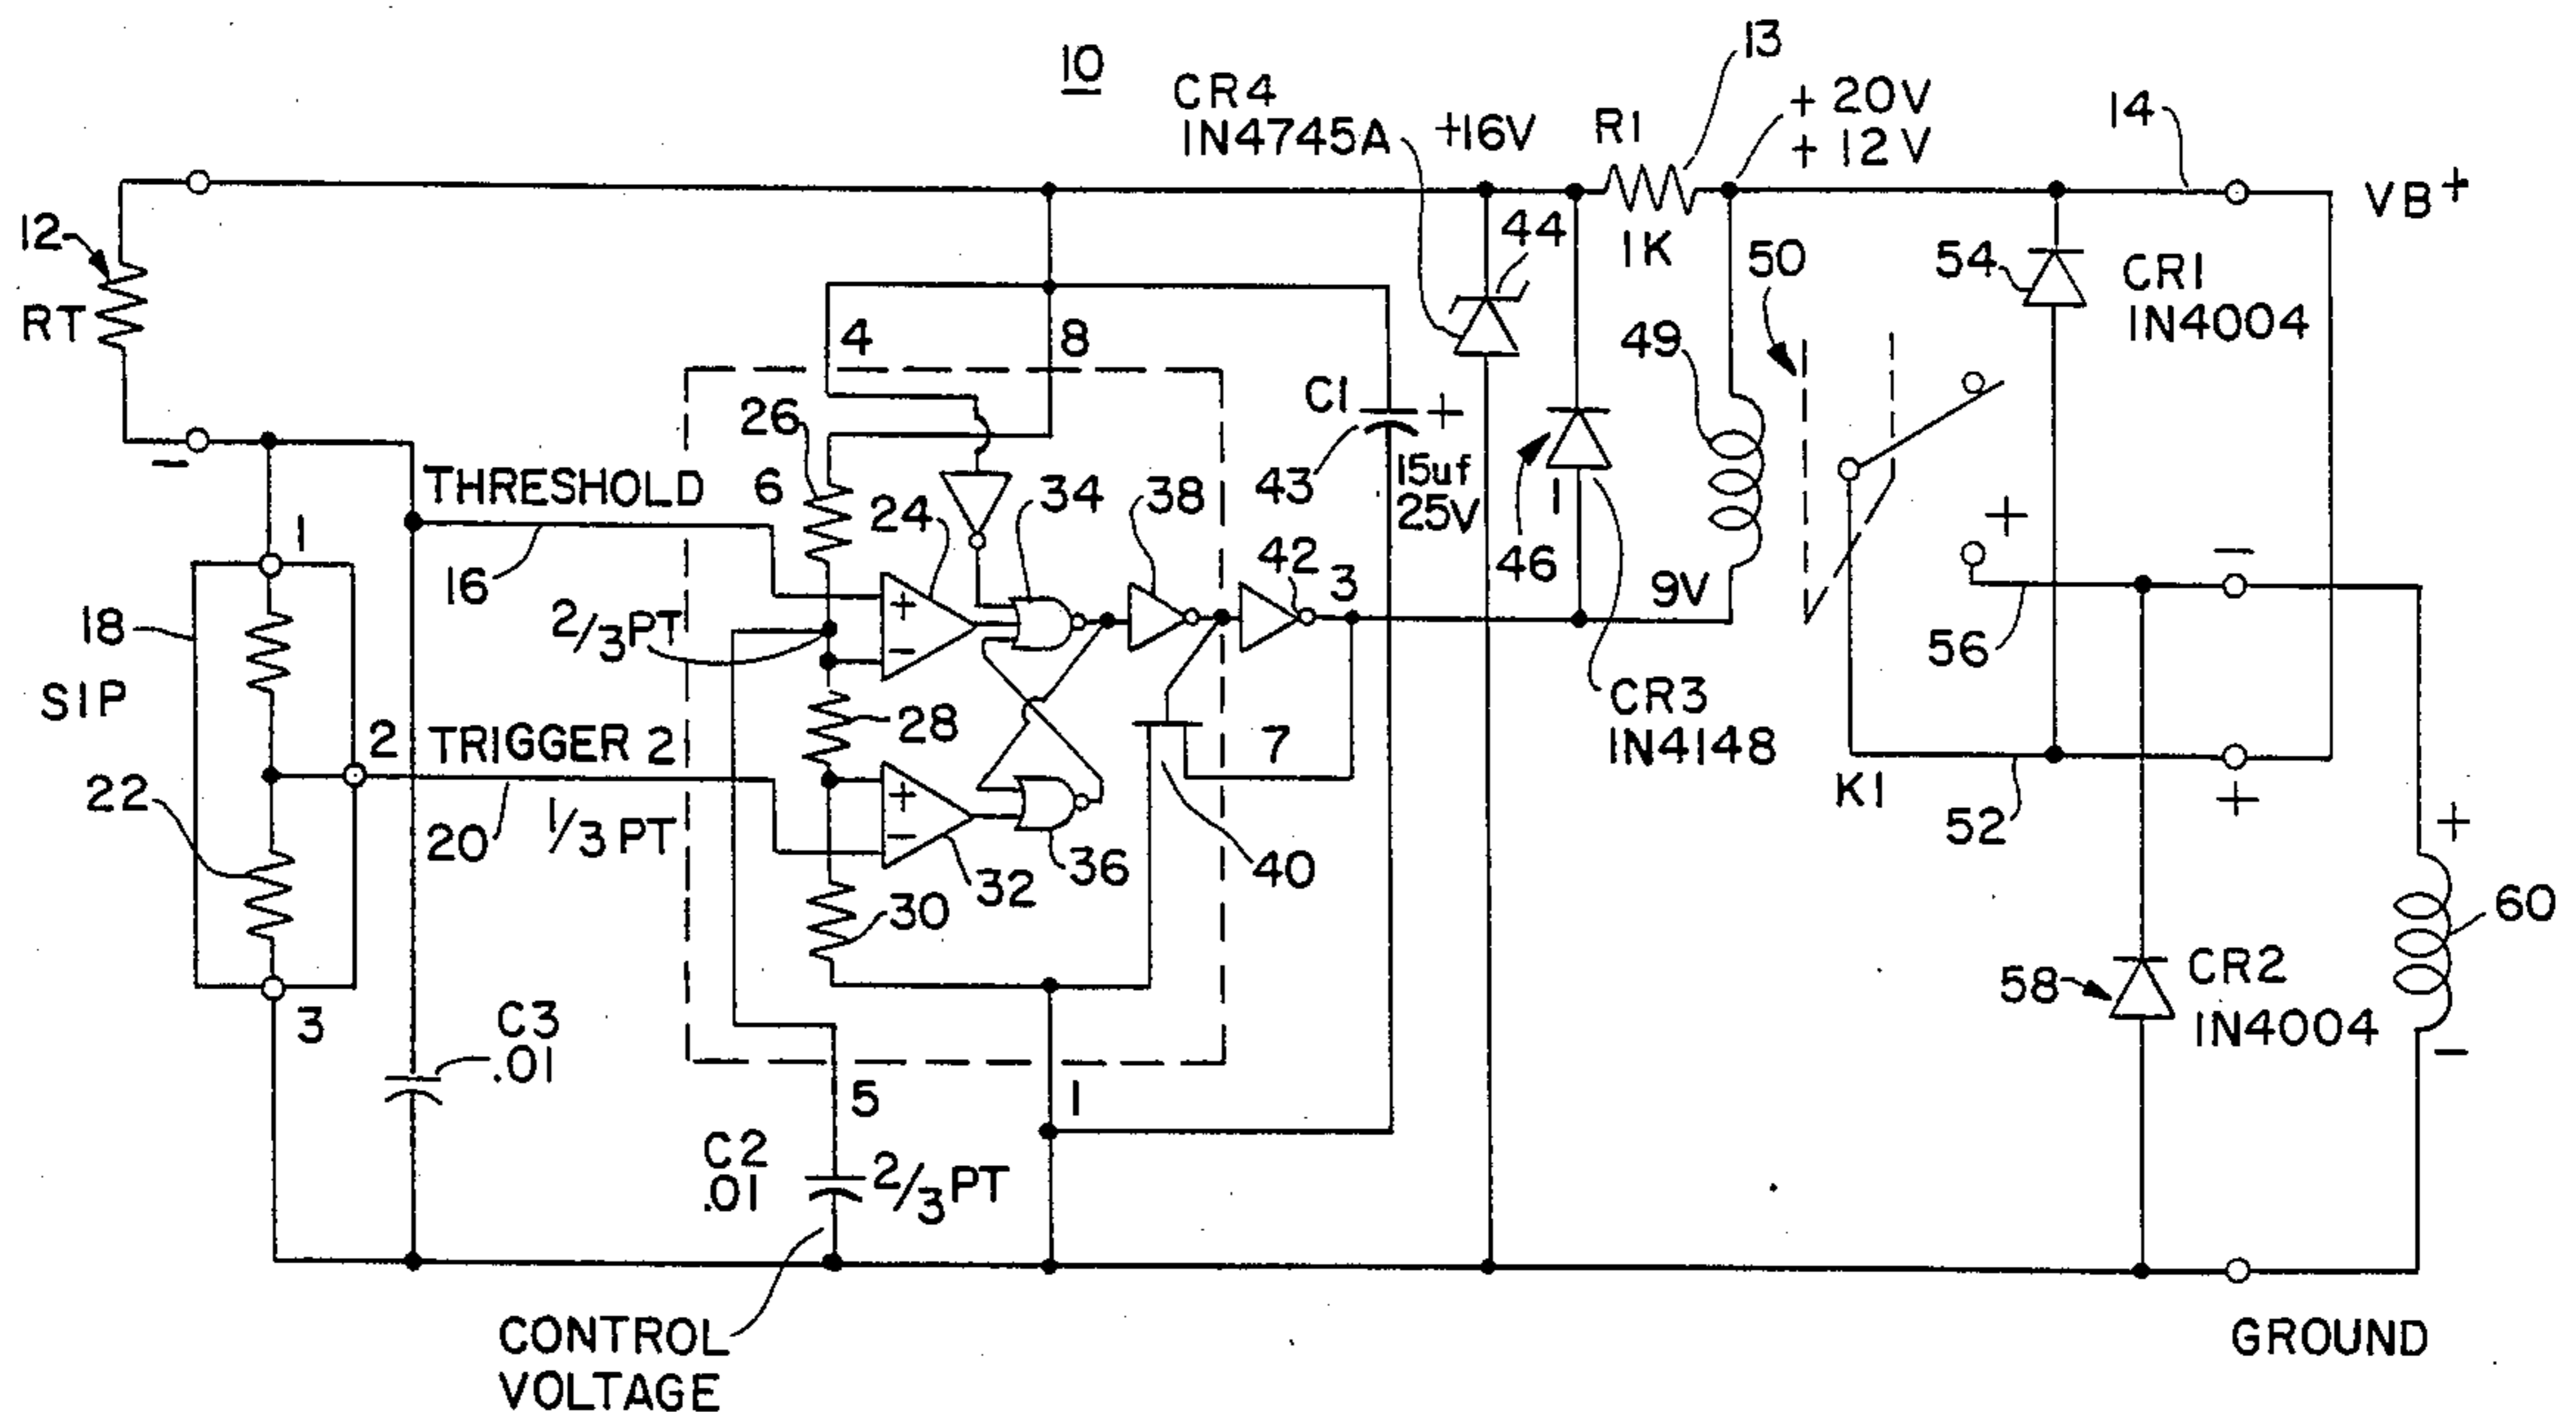 10
13
CR4
IN4745A
+16V
R1
+ 20V
+ 12V
14
VB+
12
RT
44
1K
50
54
CR1
IN4004
4
8
49
26
C1
+
43
15uf
25V
46
1
THRESHOLD 6
24
34
38
42
3
9V
+
−
−
1
16
2/3PT
+
−
18
SIP
56
CR3
IN4148
28
7
2
TRIGGER 2
22
20
1/3 PT
+
−
32
36
40
K1
52
+
+
30
60
3
C3
.01
58
CR2
IN4004
−
5
1
C2
.01
2/3PT
CONTROL
VOLTAGE
GROUND